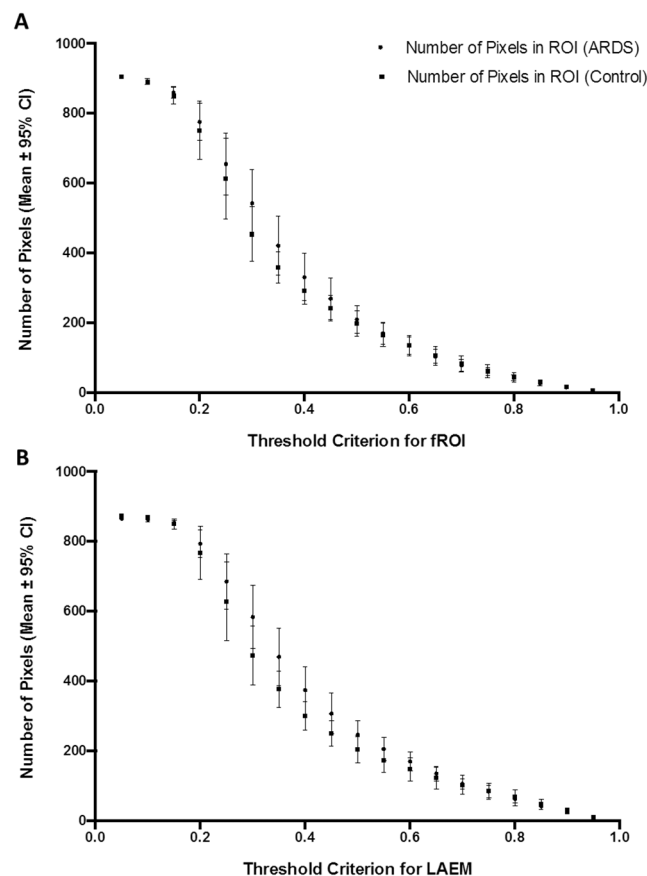 A
Number of Pixels in ROI (ARDS)
Number of Pixels in ROI (Control)
Number of Pixels (Mean ± 95% CI)
1000
800
600
400
200
0
0.0 0.2 0.4 0.6 0.8 1.0
Threshold Criterion for fROI
B
Number of Pixels (Mean ± 95% CI)
1000
800
600
400
200
0
0.0 0.2 0.4 0.6 0.8 1.0
Threshold Criterion for LAEM